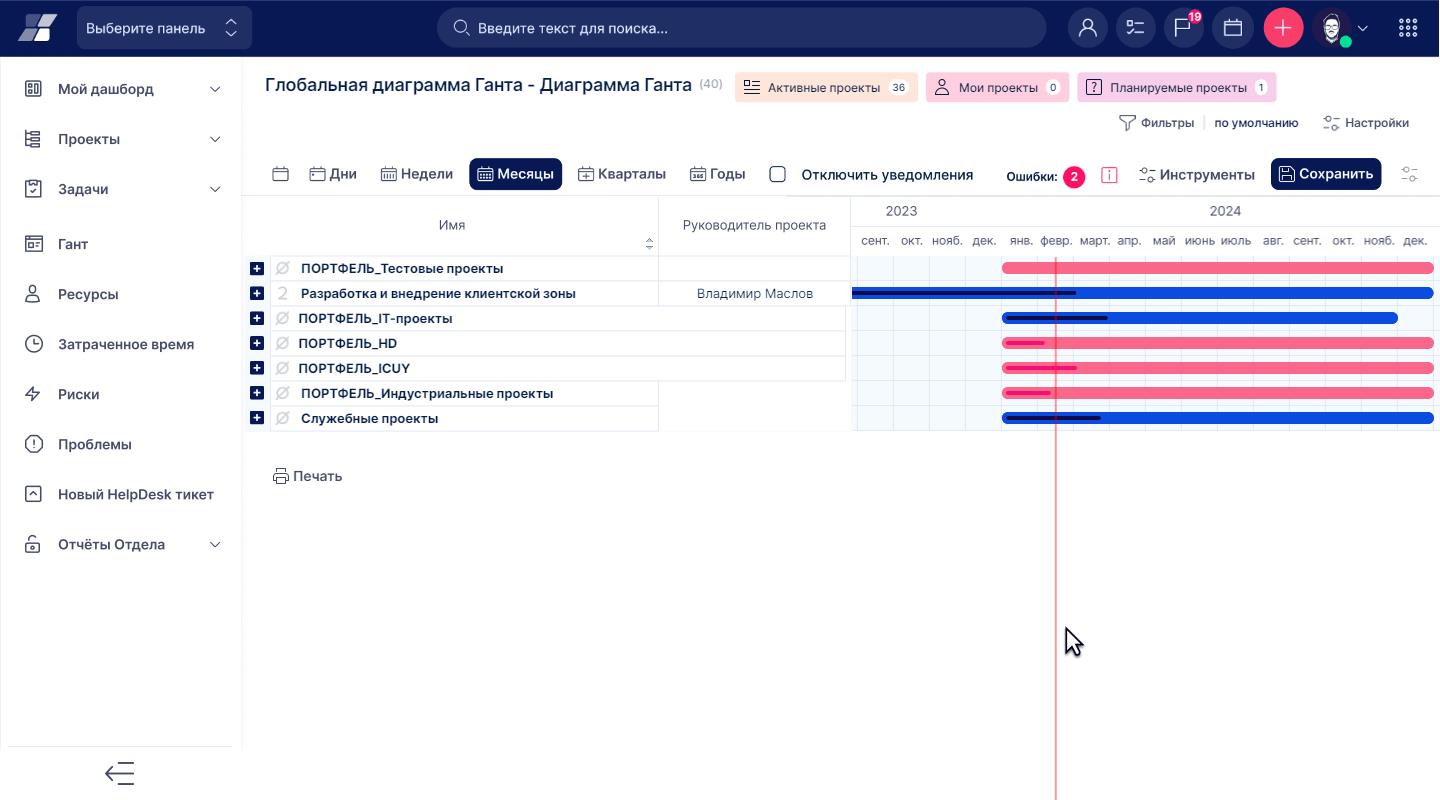 Выберите панель
Введите текст для поиска...
19
Мой дашборд
Проекты
Задачи
Гант
Ресурсы
Затраченное время
Риски
Проблемы
Новый HelpDesk тикет
Отчёты Отдела
Глобальная диаграмма Ганта - Диаграмма Ганта (40)
Активные проекты 36
Мои проекты 0
Планируемые проекты 1
Фильтры
по умолчанию
Настройки
Дни
Недели
Месяцы
Кварталы
365 Годы
Отключить уведомления
Ошибки: 2
Инструменты
Сохранить
Имя
Руководитель проекта
2023
2024
сент. окт. нояб. дек. янв. февр. март. апр. май июнь июль авг. сент. окт. нояб. дек.
ПОРТФЕЛЬ_Тестовые проекты
2 Разработка и внедрение клиентской зоны Владимир Маслов
ПОРТФЕЛЬ_IT-проекты
ПОРТФЕЛЬ_HD
ПОРТФЕЛЬ_ICUY
ПОРТФЕЛЬ_Индустриальные проекты
Служебные проекты
Печать